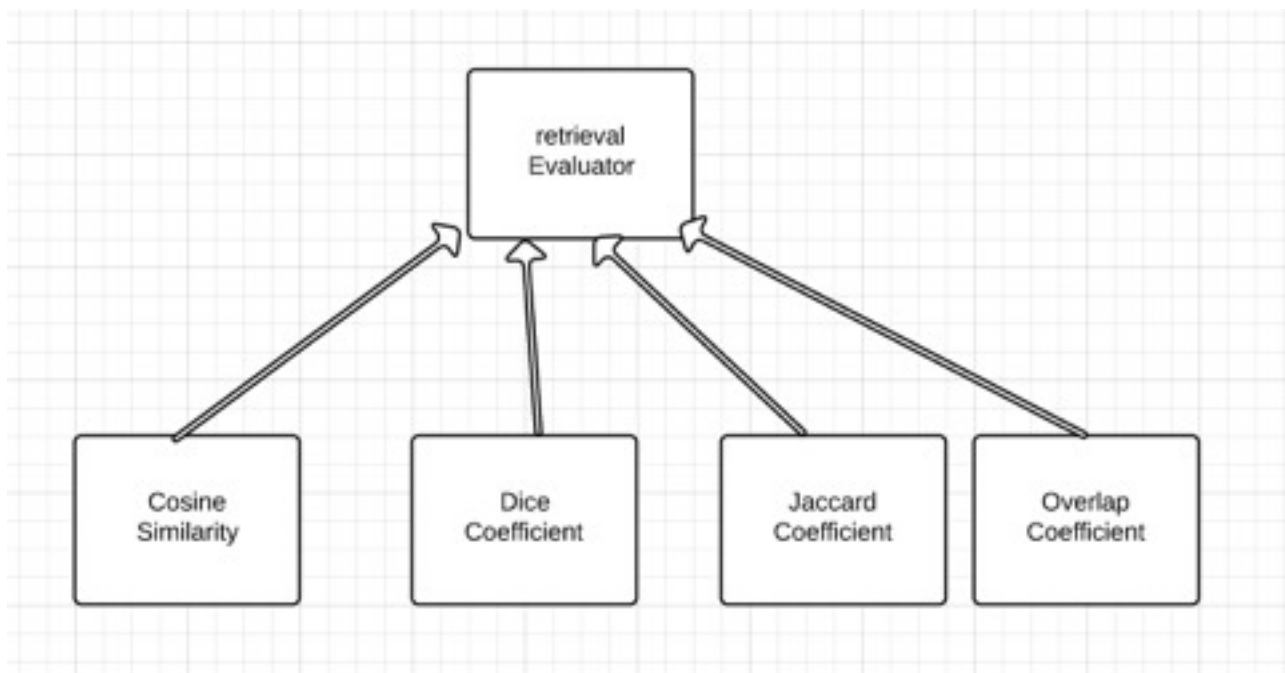 retrieval
Evaluator
Cosine
Similarity
Dice
Coefficient
Jaccard
Coefficient
Overlap
Coefficient